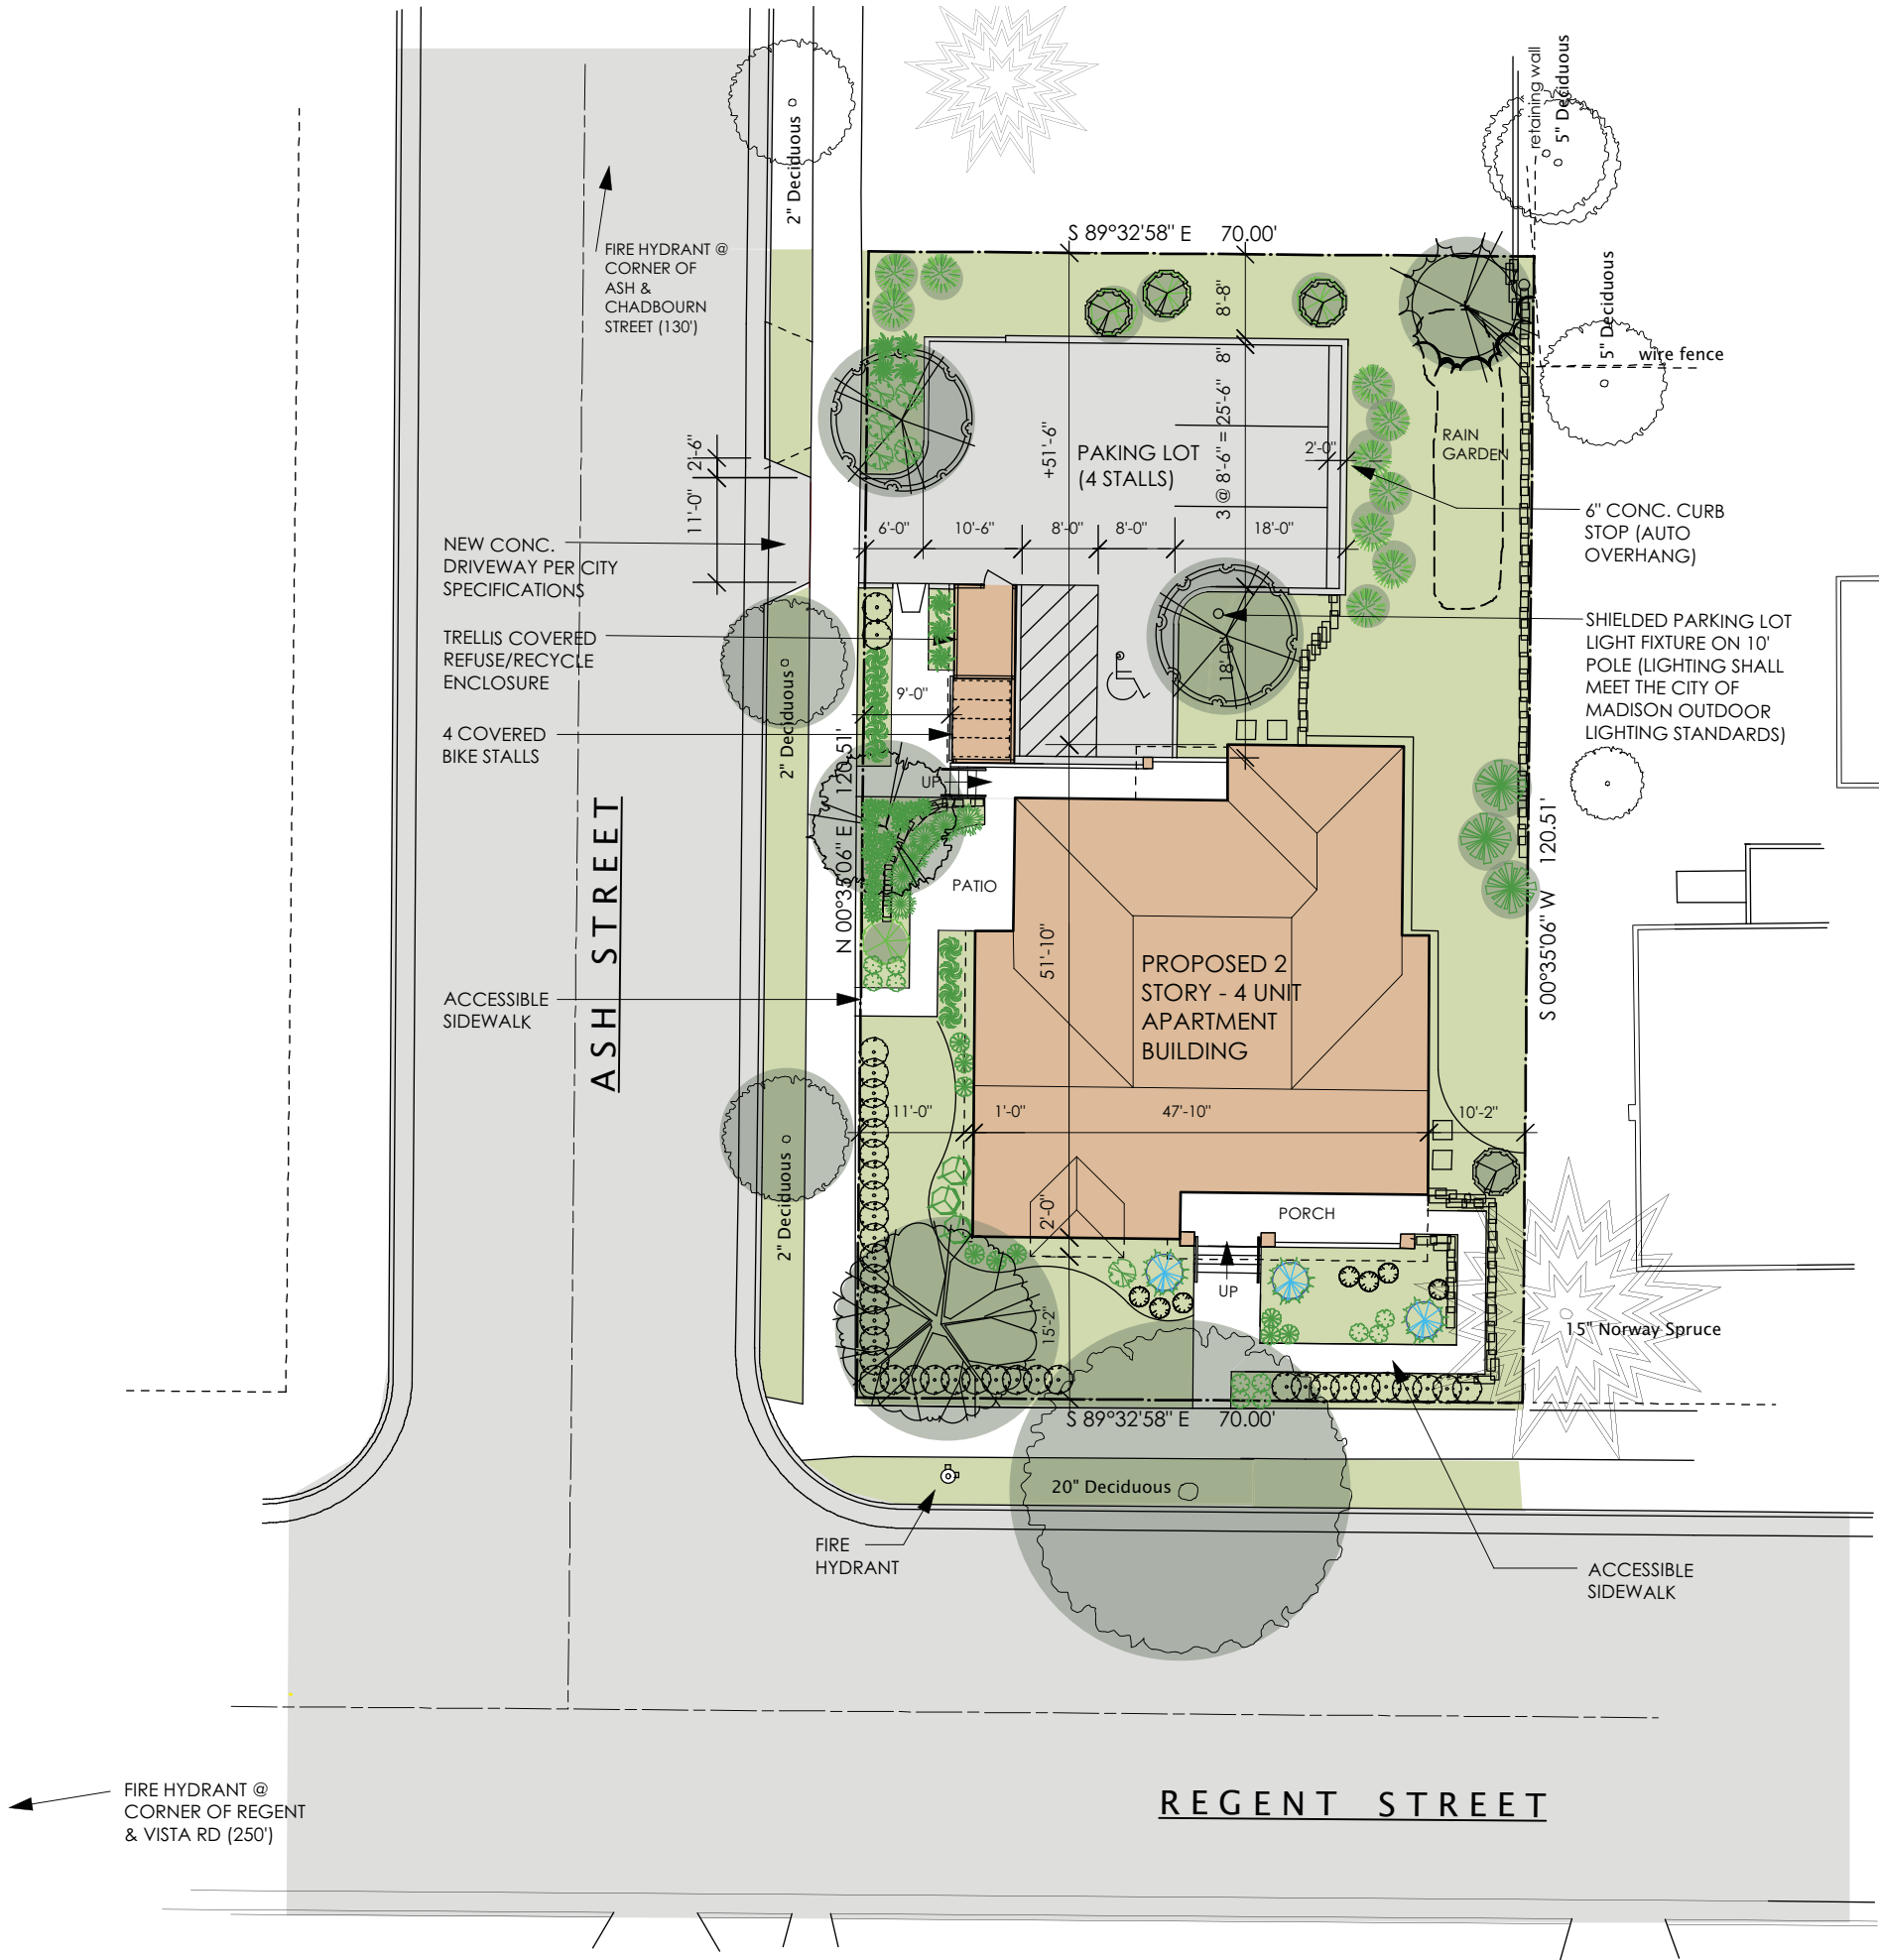 2" Deciduous
retaining wall
5" Deciduous
FIRE HYDRANT @
CORNER OF
ASH &
CHADBOURN
STREET (130')
S 89°32'58" E 70.00'
8'-8"
5" Deciduous
wire fence
8"
3 @ 8'-6" = 25'-6"
+51'-6"
PAKING LOT
(4 STALLS)
2'-0"
RAIN
GARDEN
2'-6"
11'-0"
6'-0"
10'-6"
8'-0"
8'-0"
18'-0"
6" CONC. CURB
STOP (AUTO
OVERHANG)
NEW CONC.
DRIVEWAY PER CITY
SPECIFICATIONS
TRELLIS COVERED
REFUSE/RECYCLE
ENCLOSURE
4 COVERED
BIKE STALLS
SHIELDED PARKING LOT
LIGHT FIXTURE ON 10'
POLE (LIGHTING SHALL
MEET THE CITY OF
MADISON OUTDOOR
LIGHTING STANDARDS)
9'-0"
18'-0"
2" Deciduous
UP
N 00°35'06" E 120.51'
PATIO
S 00°35'06" W 120.51'
ASH STREET
51'-10"
PROPOSED 2
STORY - 4 UNIT
APARTMENT
BUILDING
ACCESSIBLE
SIDEWALK
11'-0"
1'-0"
47'-10"
10'-2"
2" Deciduous
2'-0"
PORCH
UP
15'-2"
15" Norway Spruce
S 89°32'58" E 70.00'
20" Deciduous
FIRE
HYDRANT
ACCESSIBLE
SIDEWALK
FIRE HYDRANT @
CORNER OF REGENT
& VISTA RD (250')
REGENT STREET